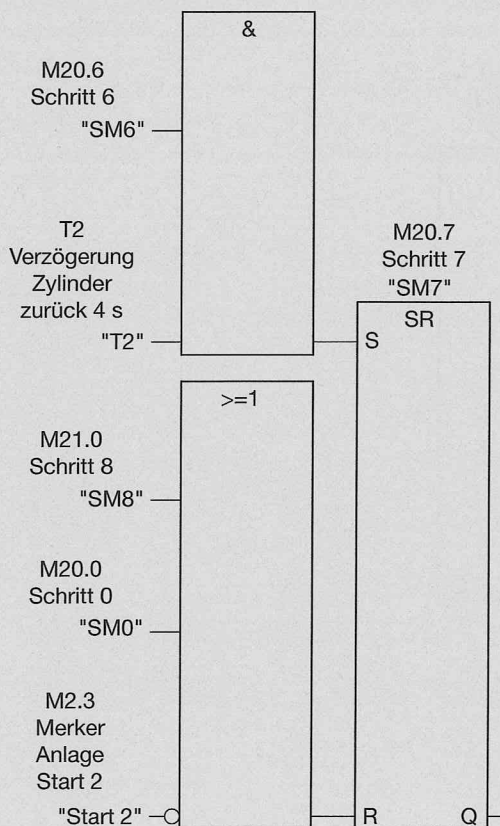 &
M20.6
Schritt 6
"SM6"
T2
Verzögerung
Zylinder
zurück 4 s
"T2"
M20.7
Schritt 7
"SM7"
SR
S
>=1
M21.0
Schritt 8
"SM8"
M20.0
Schritt 0
"SM0"
M2.3
Merker
Anlage
Start 2
"Start 2"
R
Q